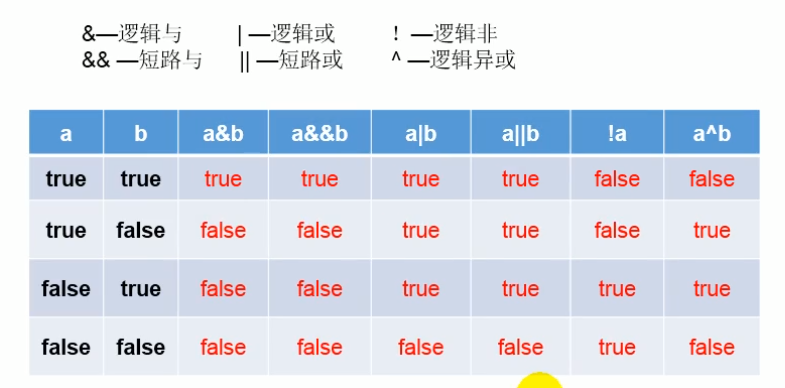 &—逻辑与 | —逻辑或 ! —逻辑非
&& —短路与 || —短路或 ^ —逻辑异或
a b a&b a&&b a|b a||b !a a^b
true true true true true true false false
true false false false true true false true
false true false false true true true true
false false false false false false true false